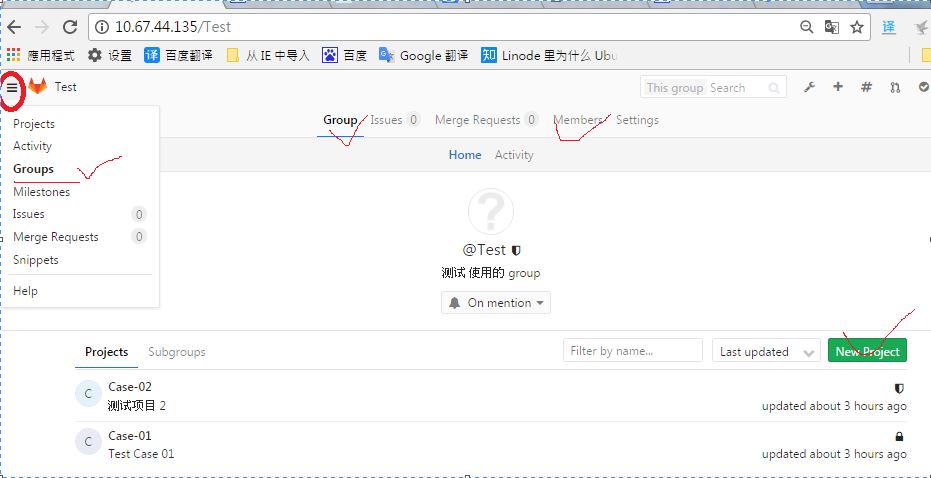 10.67.44.135/Test
應用程式 设置 译 百度翻译 从 IE 中导入 百度 Google 翻译 知 Linode 里为什么 Ubu
译
Test This group Search
Projects
Activity
Groups
Milestones
Issues 0
Merge Requests 0
Snippets
Help
Group Issues 0 Merge Requests 0 Members Settings
Home Activity
?
@Test
测试 使用的 group
On mention
Projects Subgroups Filter by name... Last updated New Project
C Case-02
测试项目 2 updated about 3 hours ago
C Case-01
Test Case 01 updated about 3 hours ago